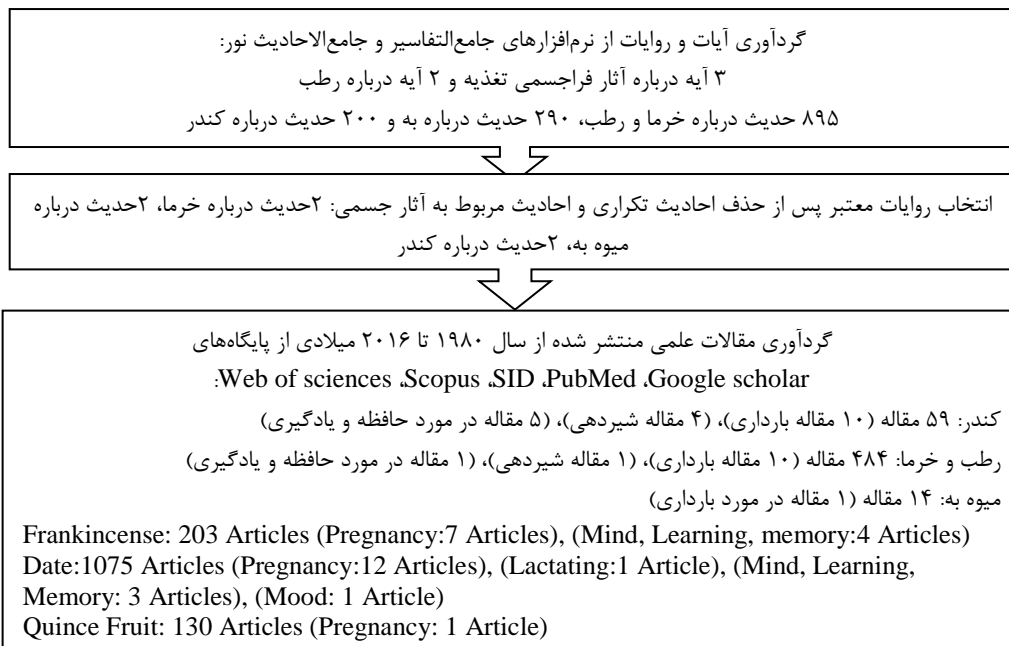 گردآوری آیات و روایات از نرم‌افزارهای جامع‌التفاسیر و جامع‌الاحادیث نور:
۳ آیه درباره آثار فراجسمی تغذیه و ۲ آیه درباره رطب
۸۹۵ حدیث درباره خرما و رطب، ۲۹۰ حدیث درباره به و ۲۰۰ حدیث درباره کندر
انتخاب روایات معتبر پس از حذف احادیث تکراری و احادیث مربوط به آثار جسمی: ۲حدیث درباره خرما، ۲حدیث درباره
میوه به، ۲حدیث درباره کندر
گردآوری مقالات علمی منتشر شده از سال ۱۹۸۰ تا ۲۰۱۶ میلادی از پایگاه‌های
Google scholar، PubMed، SID، Scopus، Web of sciences:
کندر: ۵۹ مقاله (۱۰ مقاله بارداری)، (۴ مقاله شیردهی)، (۵ مقاله در مورد حافظه و یادگیری)
رطب و خرما: ۴۸۴ مقاله (۱۰ مقاله بارداری)، (۱ مقاله شیردهی)، (۱ مقاله در مورد حافظه و یادگیری)
میوه به: ۱۴ مقاله (۱ مقاله در مورد بارداری)
Frankincense: 203 Articles (Pregnancy:7 Articles), (Mind, Learning, memory:4 Articles)
Date:1075 Articles (Pregnancy:12 Articles), (Lactating:1 Article), (Mind, Learning,
Memory: 3 Articles), (Mood: 1 Article)
Quince Fruit: 130 Articles (Pregnancy: 1 Article)